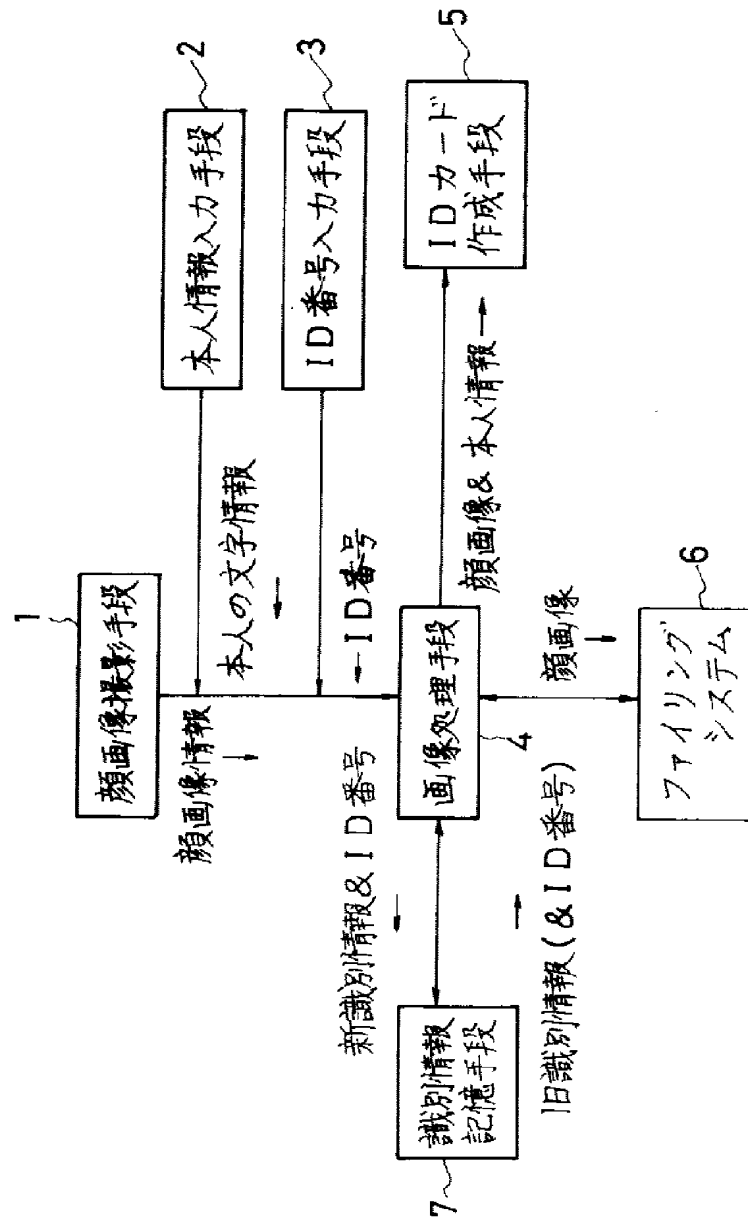 1
顔画像撮影手段
顔画像情報
2
本人情報入力手段
本人の文字情報
3
ID番号入力手段
ID番号
画像処理手段
4
新識別情報&ID番号
旧識別情報(&ID番号)
識別情報
記憶手段
7
顔画像&本人情報
IDカード
作成手段
5
顔画像
6
ファイリング
システム